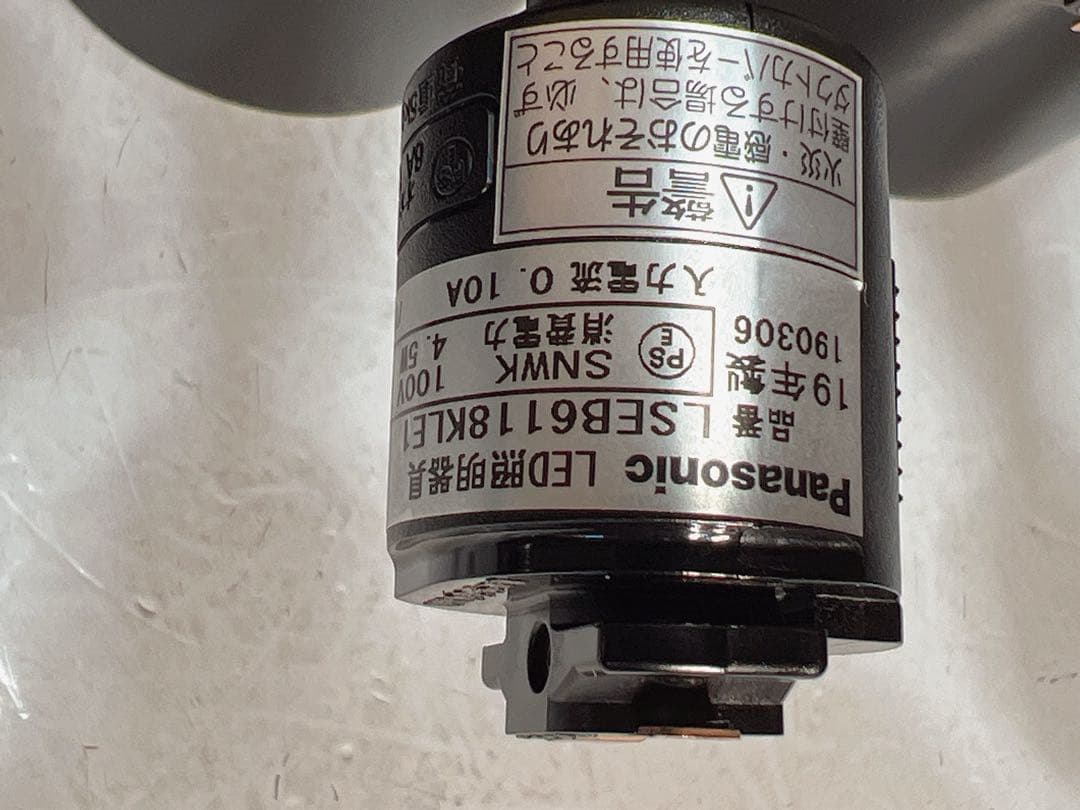 Panasonic LED照明器具
品番 LSEB6118KLE1
19年製
190306
PS
E
SNWK 100V
消費電力 4.5W
入力電流 0.10A
警告
火災・感電のおそれあり
壁付けする場合は、必ず
ダクトカバーを使用すること
PS
E
6A